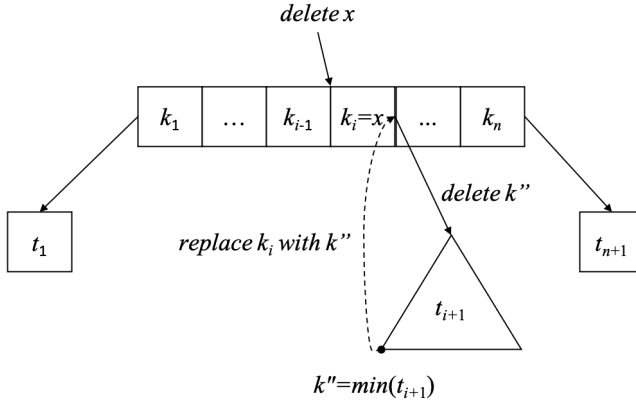 delete x
k1 … ki-1 ki=x ... kn
delete k”
t1 replace ki with k” tn+1
ti+1
k"=min(ti+1)